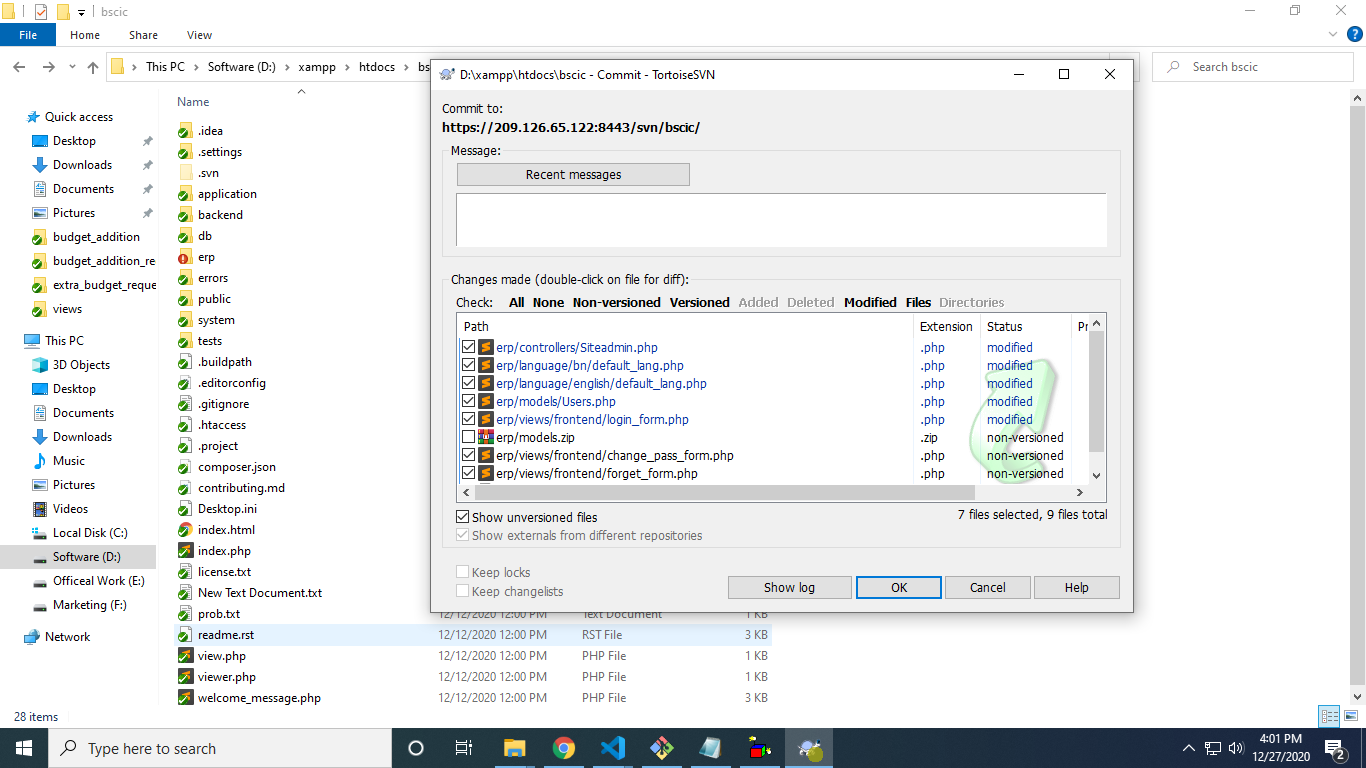 bscic
File
Home
Share
View
This PC
Software (D:)
xampp
htdocs
Search bscic
Name
Quick access
Desktop
Downloads
Documents
Pictures
budget_addition
budget_addition_re
extra_budget_reque
views
This PC
3D Objects
Desktop
Documents
Downloads
Music
Pictures
Videos
Local Disk (C:)
Software (D:)
Officeal Work (E:)
Marketing (F:)
Network
.idea
.settings
.svn
application
backend
db
erp
errors
public
system
tests
.buildpath
.editorconfig
.gitignore
.htaccess
.project
composer.json
contributing.md
Desktop.ini
index.html
index.php
license.txt
New Text Document.txt
prob.txt 12/12/2020 12:00 PM Text Document 1 KB
readme.rst 12/12/2020 12:00 PM RST File 3 KB
view.php 12/12/2020 12:00 PM PHP File 1 KB
viewer.php 12/12/2020 12:00 PM PHP File 1 KB
welcome_message.php 12/12/2020 12:00 PM PHP File 3 KB
28 items
D:\xampp\htdocs\bscic - Commit - TortoiseSVN
Commit to:
https://209.126.65.122:8443/svn/bscic/
Message:
Recent messages
Changes made (double-click on file for diff):
Check: All None Non-versioned Versioned Added Deleted Modified Files Directories
Path Extension Status Pr
erp/controllers/Siteadmin.php .php modified
erp/language/bn/default_lang.php .php modified
erp/language/english/default_lang.php .php modified
erp/models/Users.php .php modified
erp/views/frontend/login_form.php .php modified
erp/models.zip .zip non-versioned
erp/views/frontend/change_pass_form.php .php non-versioned
erp/views/frontend/forget_form.php .php non-versioned
Show unversioned files
7 files selected, 9 files total
Show externals from different repositories
Keep locks
Keep changelists
Show log
OK
Cancel
Help
Type here to search
4:01 PM
12/27/2020
2